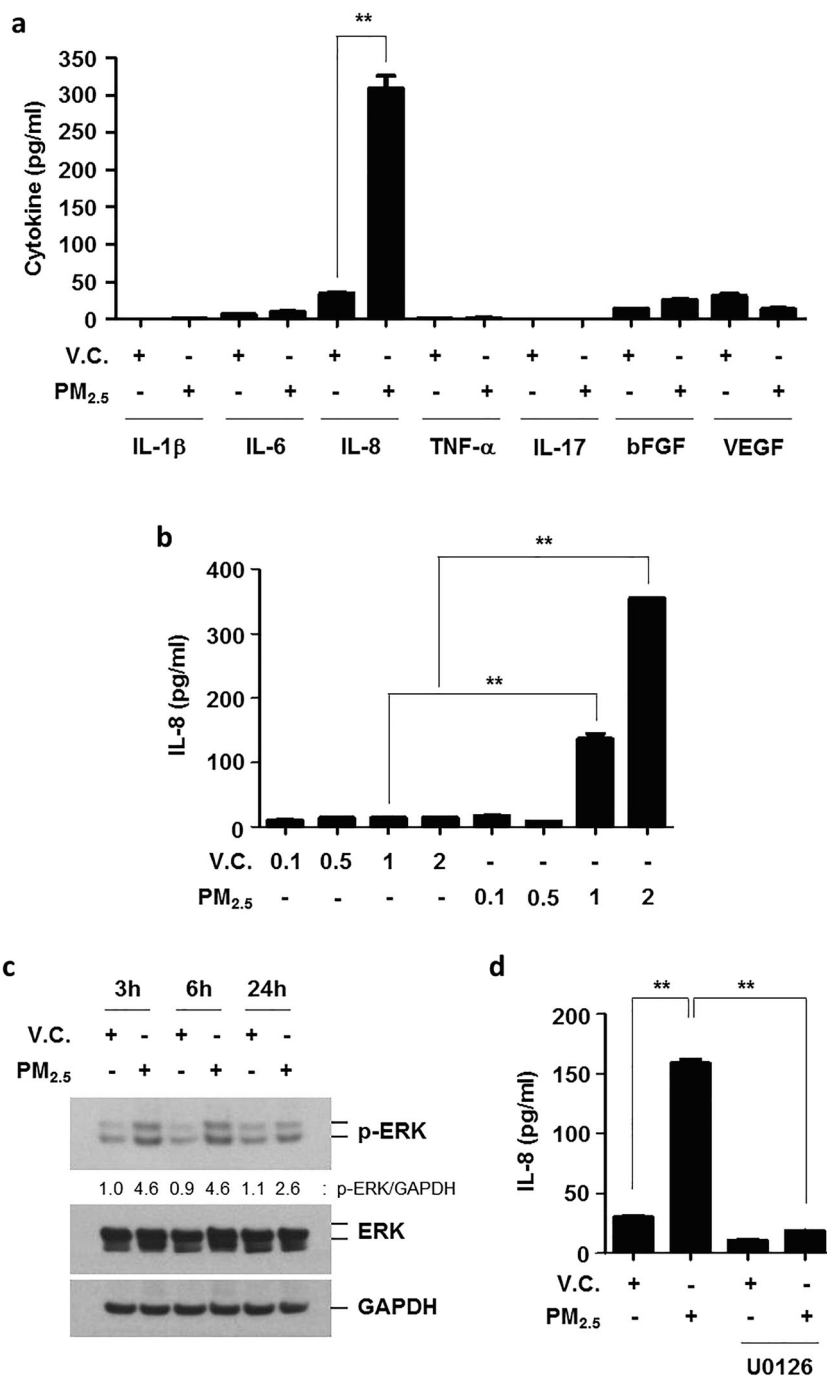 a
**
Cytokine (pg/ml)
350
300
250
200
150
100
50
0
V.C. + - + - + - + - + - + - + -
PM2.5 - + - + - + - + - + - + - +
IL-1β IL-6 IL-8 TNF-α IL-17 bFGF VEGF
b
**
**
IL-8 (pg/ml)
400
300
200
100
0
V.C. 0.1 0.5 1 2 - - - -
PM2.5 - - - - 0.1 0.5 1 2
c
3h 6h 24h
V.C. + - + - + -
PM2.5 - + - + - +
p-ERK
1.0 4.6 0.9 4.6 1.1 2.6 : p-ERK/GAPDH
ERK
GAPDH
d
** **
IL-8 (pg/ml)
200
150
100
50
0
V.C. + - + -
PM2.5 - + - +
U0126